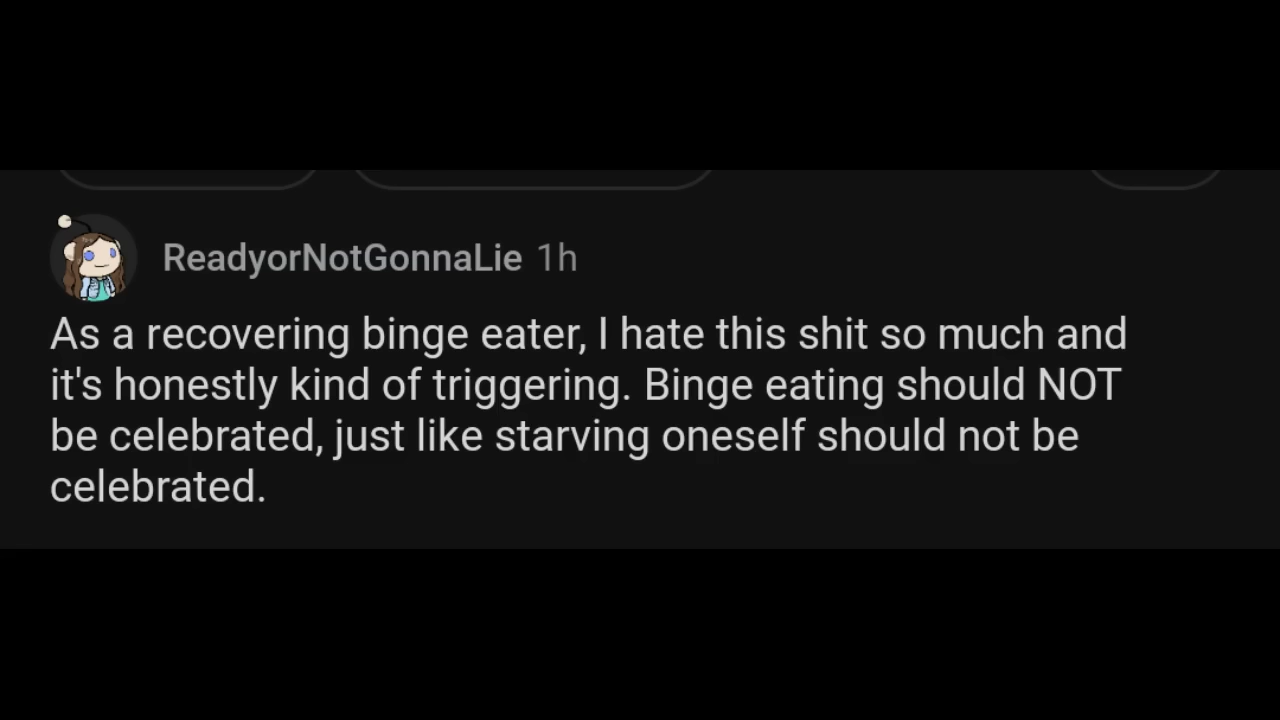 ReadyorNotGonnaLie 1h
As a recovering binge eater, I hate this shit so much and
it's honestly kind of triggering. Binge eating should NOT
be celebrated, just like starving oneself should not be
celebrated.